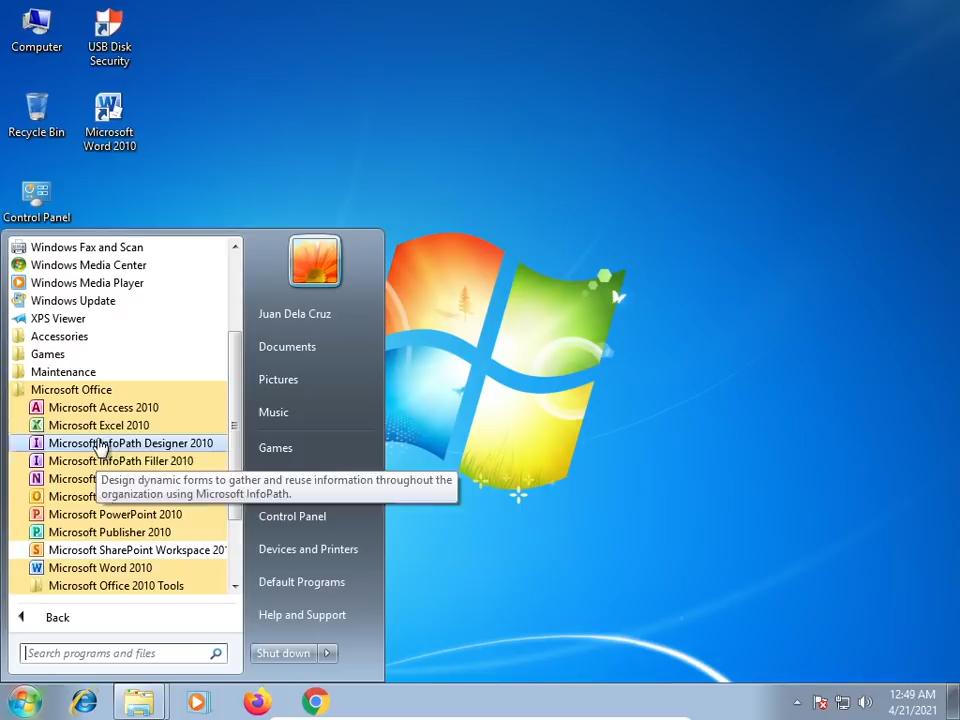 Computer
USB Disk
Security
Recycle Bin
Microsoft
Word 2010
Control Panel
Windows Fax and Scan
Windows Media Center
Windows Media Player
Windows Update
XPS Viewer
Accessories
Games
Maintenance
Microsoft Office
Microsoft Access 2010
Microsoft Excel 2010
Microsoft InfoPath Designer 2010
Microsoft InfoPath Filler 2010
Microsoft
Microsoft
Microsoft PowerPoint 2010
Microsoft Publisher 2010
Microsoft SharePoint Workspace 20
Microsoft Word 2010
Microsoft Office 2010 Tools
Back
Search programs and files
Design dynamic forms to gather and reuse information throughout the
organization using Microsoft InfoPath.
Juan Dela Cruz
Documents
Pictures
Music
Games
Control Panel
Devices and Printers
Default Programs
Help and Support
Shut down
12:49 AM
4/21/2021